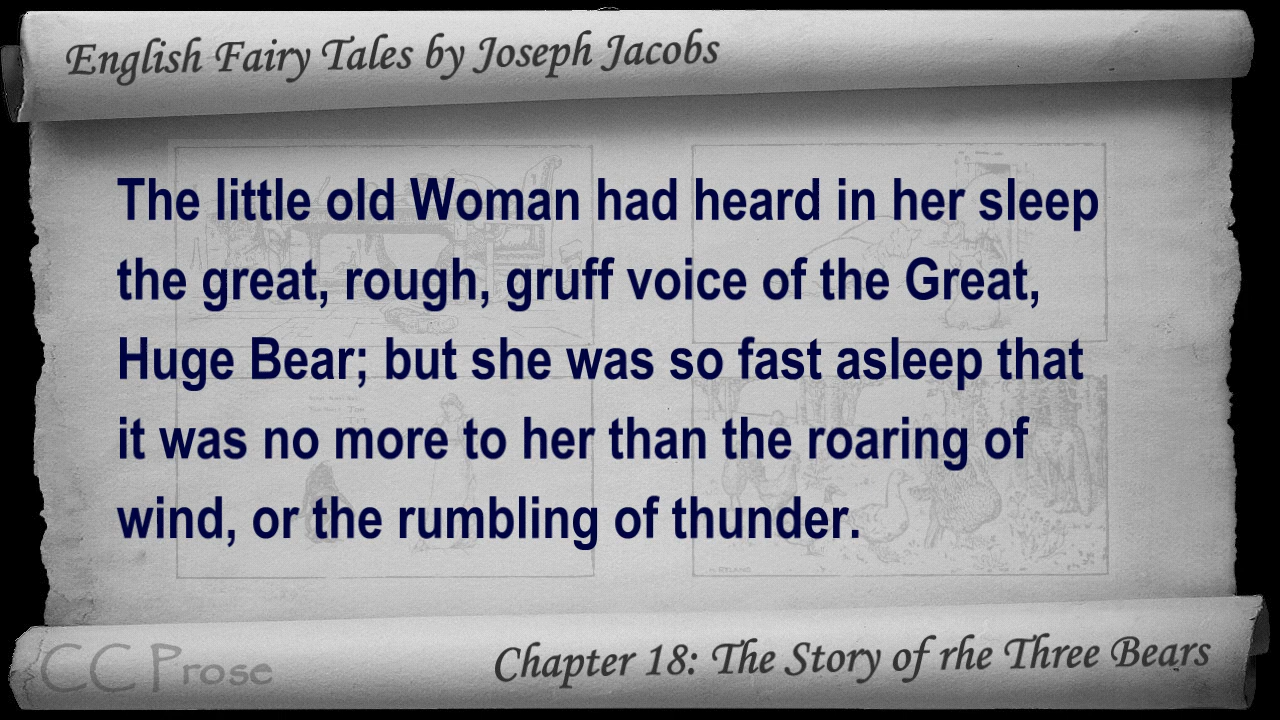 English Fairy Tales by Joseph Jacobs
The little old Woman had heard in her sleep
the great, rough, gruff voice of the Great,
Huge Bear; but she was so fast asleep that
it was no more to her than the roaring of
wind, or the rumbling of thunder.
CC Prose
Chapter 18: The Story of rhe Three Bears